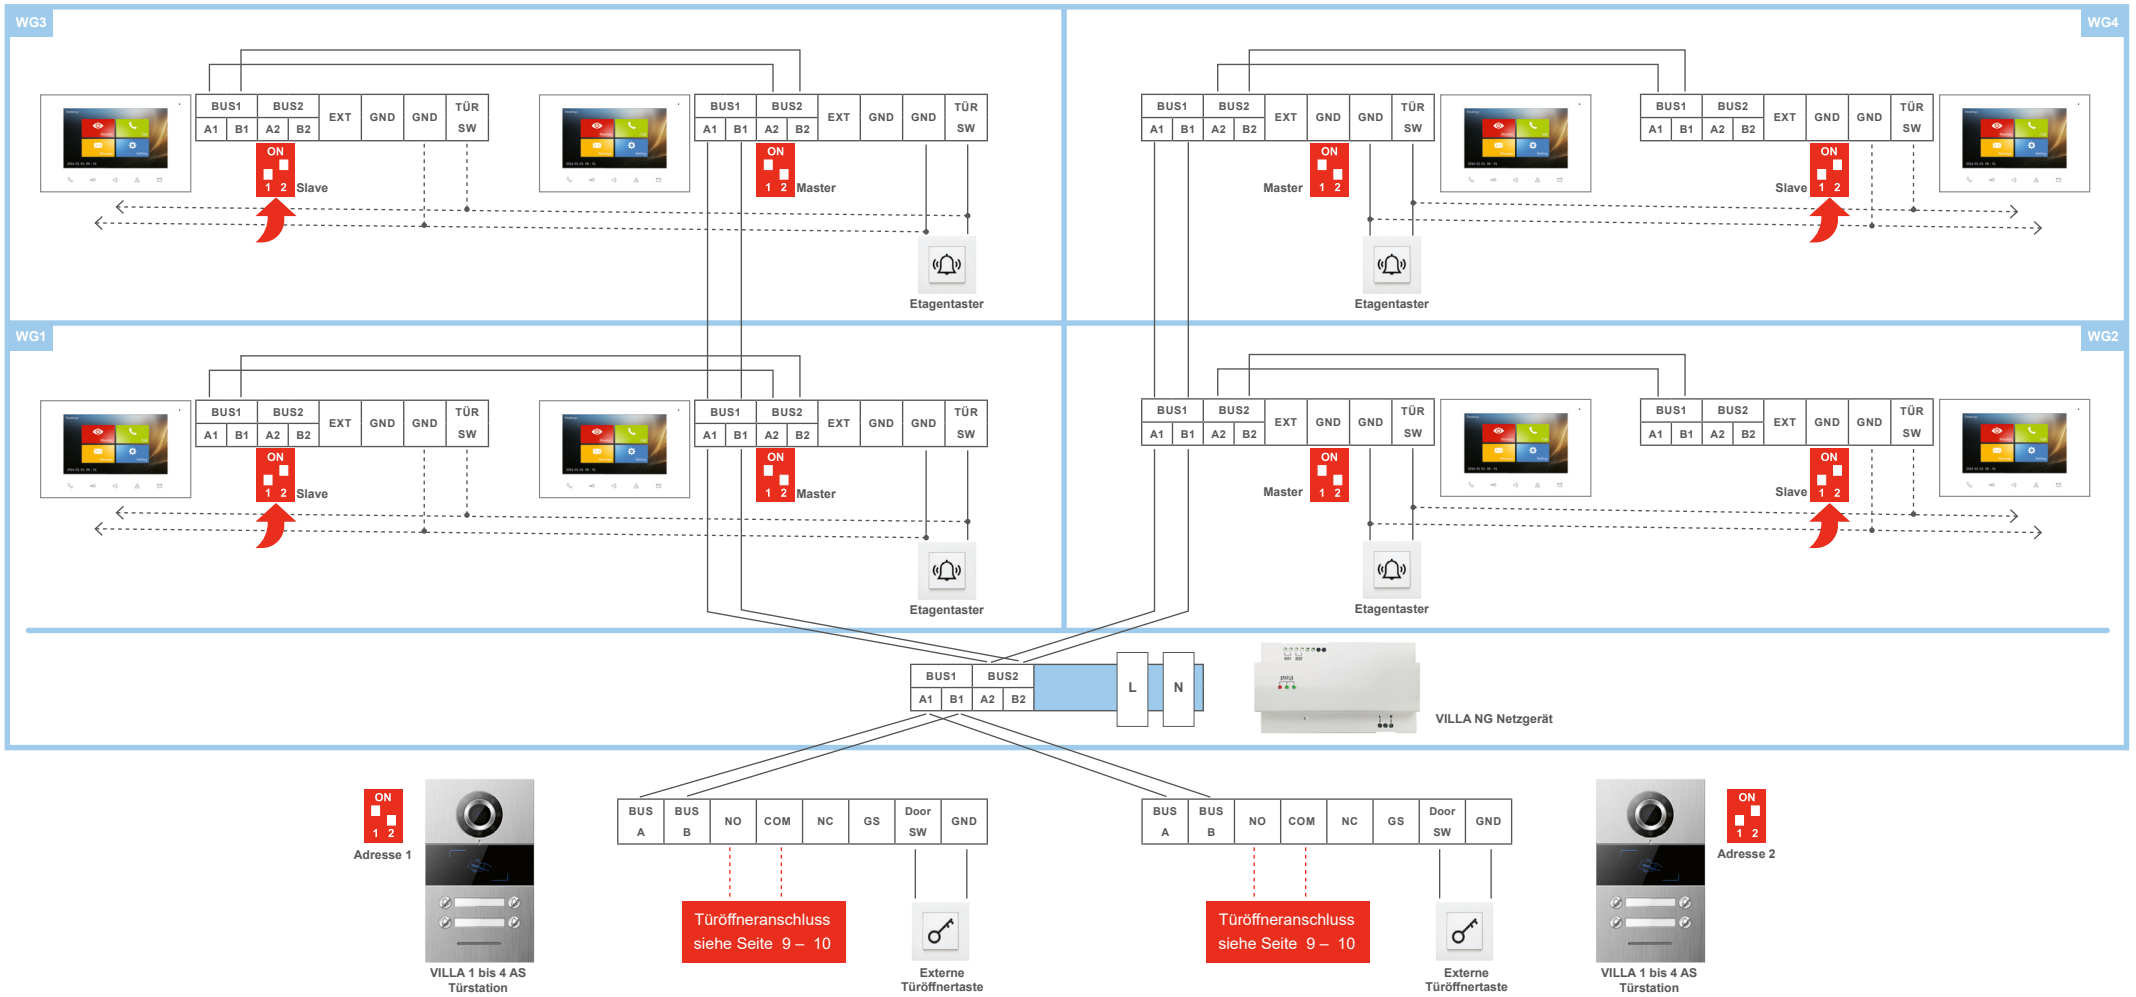 WG3
WG4
BUS1 BUS2 EXT GND GND TÜR SW
A1 B1 A2 B2
ON
1 2 Slave
BUS1 BUS2 EXT GND GND TÜR SW
A1 B1 A2 B2
ON
1 2 Master
Etagentaster
BUS1 BUS2 EXT GND GND TÜR SW
A1 B1 A2 B2
ON
Master 1 2
Etagentaster
BUS1 BUS2 EXT GND GND TÜR SW
A1 B1 A2 B2
ON
Slave 1 2
WG1
WG2
BUS1 BUS2 EXT GND GND TÜR SW
A1 B1 A2 B2
ON
1 2 Slave
BUS1 BUS2 EXT GND GND TÜR SW
A1 B1 A2 B2
ON
1 2 Master
Etagentaster
BUS1 BUS2 EXT GND GND TÜR SW
A1 B1 A2 B2
ON
Master 1 2
Etagentaster
BUS1 BUS2 EXT GND GND TÜR SW
A1 B1 A2 B2
ON
Slave 1 2
BUS1 BUS2
A1 B1 A2 B2
L N
STATUS
VILLA NG Netzgerät
ON
1 2
Adresse 1
VILLA 1 bis 4 AS
Türstation
BUS A BUS B NO COM NC GS Door SW GND
Türöffneranschluss
siehe Seite 9 – 10
Externe
Türöffnertaste
BUS A BUS B NO COM NC GS Door SW GND
Türöffneranschluss
siehe Seite 9 – 10
Externe
Türöffnertaste
ON
1 2
Adresse 2
VILLA 1 bis 4 AS
Türstation